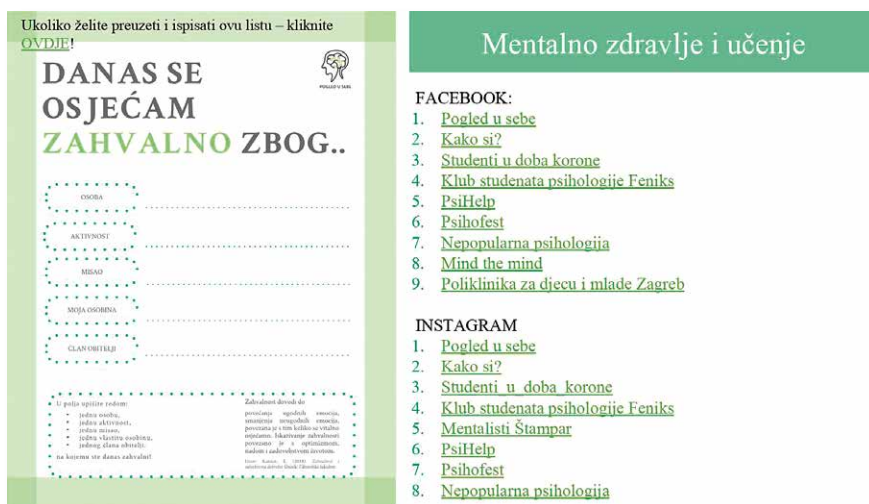 Ukoliko želite preuzeti i ispisati ovu listu – kliknite
OVDJE!
DANAS SE
OSJEĆAM
ZAHVALNO ZBOG..
POGLED U SEBE
OSOBA
AKTIVNOST
MISAO
MOJA OSOBINA
ČLAN OBITELJI
U polja upišite redom:
• jednu osobu,
• jednu aktivnost,
• jednu misao,
• jednu vlastitu osobinu,
• jednog člana obitelji.
na kojemu ste danas zahvalni!
Zahvalnost dovodi do
povećanja ugodnih emocija,
smanjenja neugodnih emocija,
povezana je s tim koliko se vitalno
osjećamo. Iskazivanje zahvalnosti
povezano je s optimizmom,
nadom i zadovoljstvom životom.
Mentalno zdravlje i učenje
FACEBOOK:
1. Pogled u sebe
2. Kako si?
3. Studenti u doba korone
4. Klub studenata psihologije Feniks
5. PsiHelp
6. Psihofest
7. Nepopularna psihologija
8. Mind the mind
9. Poliklinika za djecu i mlade Zagreb
INSTAGRAM
1. Pogled u sebe
2. Kako si?
3. Studenti_u_doba_korone
4. Klub studenata psihologije Feniks
5. Mentalisti Štampar
6. PsiHelp
7. Psihofest
8. Nepopularna psihologija